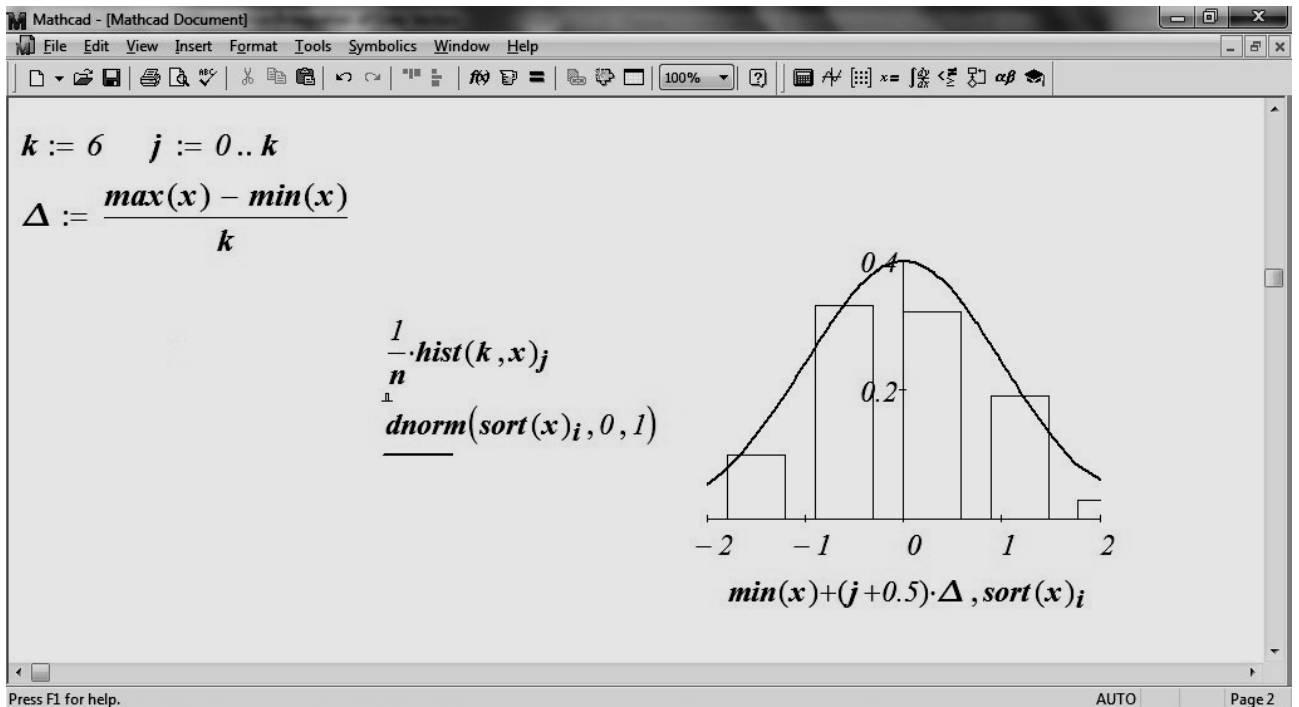 Mathcad - [Mathcad Document]
File Edit View Insert Format Tools Symbolics Window Help
100%
k := 6 j := 0 .. k
Δ := max(x) − min(x)
k
0.4
1
n
·hist(k ,x)j
0.2
dnorm(sort(x)i ,0 ,1)
− 2 − 1 0 1 2
min(x)+(j+0.5)·Δ ,sort(x)i
Press F1 for help. AUTO Page 2